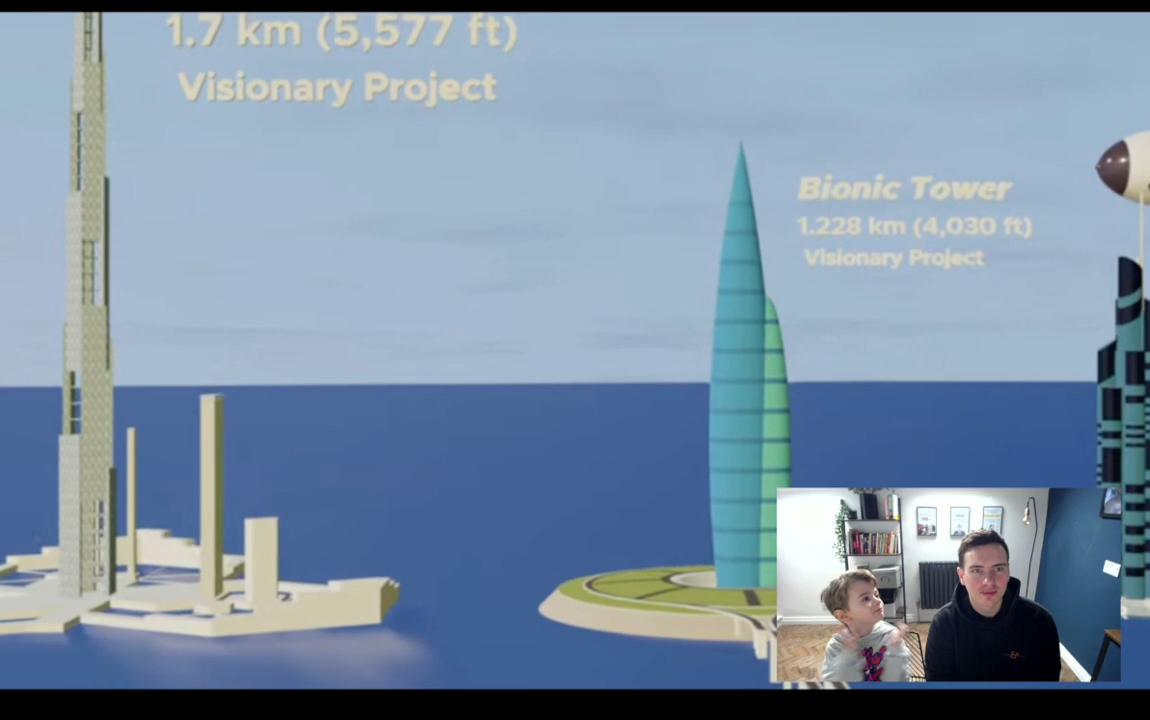 1.7 km (5,577 ft)
Visionary Project
Bionic Tower
1.228 km (4,030 ft)
Visionary Project